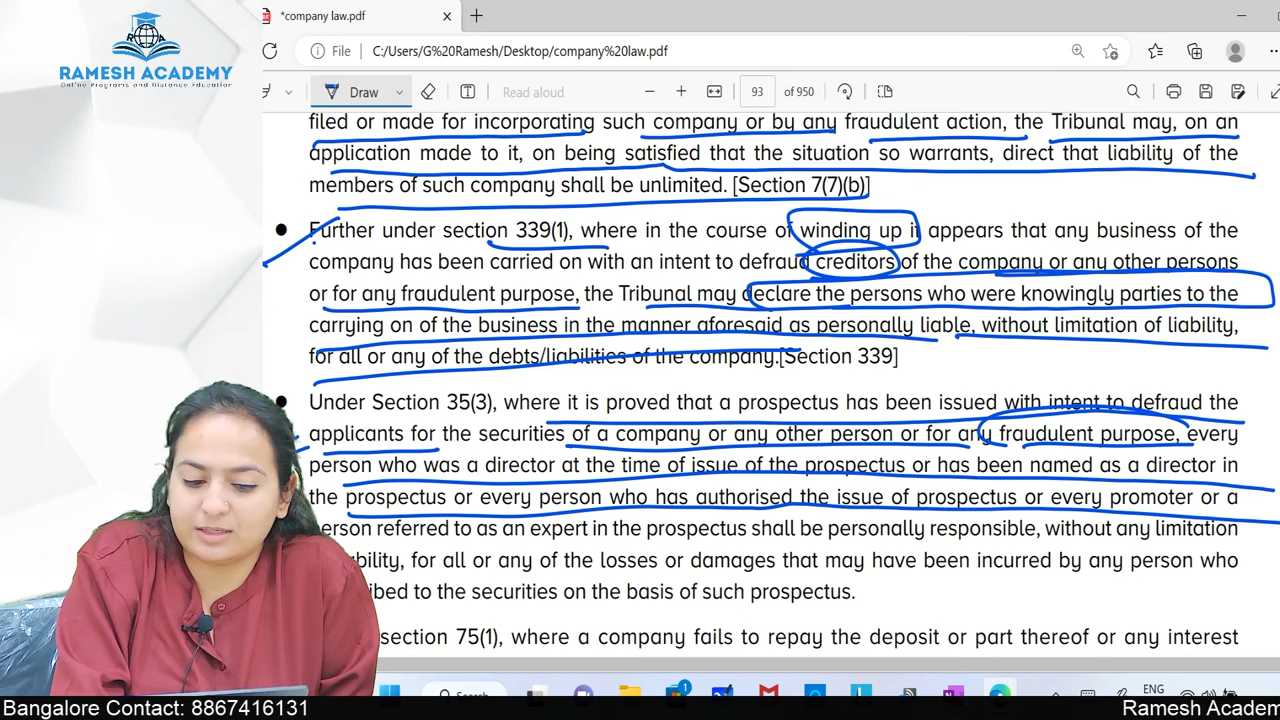 *company law.pdf
RAMESH ACADEMY
Online Programs and Distance Education
File C:/Users/G%20Ramesh/Desktop/company%20law.pdf
Draw Read aloud 93 of 950
filed or made for incorporating such company or by any fraudulent action, the Tribunal may, on an
application made to it, on being satisfied that the situation so warrants, direct that liability of the
members of such company shall be unlimited. [Section 7(7)(b)]
● Further under section 339(1), where in the course of winding up it appears that any business of the
company has been carried on with an intent to defraud creditors of the company or any other persons
or for any fraudulent purpose, the Tribunal may declare the persons who were knowingly parties to the
carrying on of the business in the manner aforesaid as personally liable, without limitation of liability,
for all or any of the debts/liabilities of the company.[Section 339]
● Under Section 35(3), where it is proved that a prospectus has been issued with intent to defraud the
applicants for the securities of a company or any other person or for any fraudulent purpose, every
person who was a director at the time of issue of the prospectus or has been named as a director in
the prospectus or every person who has authorised the issue of prospectus or every promoter or a
person referred to as an expert in the prospectus shall be personally responsible, without any limitation
for all or any of the losses or damages that may have been incurred by any person who
to the securities on the basis of such prospectus.
section 75(1), where a company fails to repay the deposit or part thereof or any interest
ENG
Bangalore Contact: 8867416131 Ramesh Academ